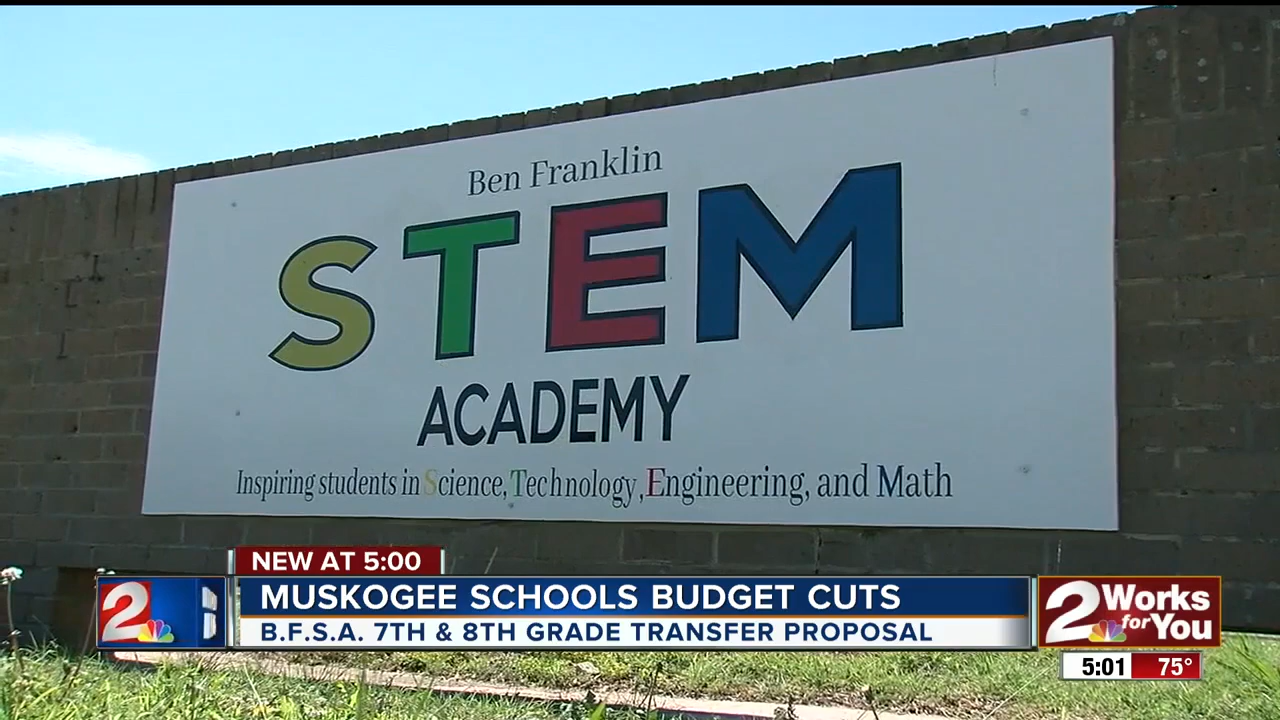 Ben Franklin
STEM
ACADEMY
Inspiring students in Science, Technology, Engineering, and Math
NEW AT 5:00
MUSKOGEE SCHOOLS BUDGET CUTS
B.F.S.A. 7TH & 8TH GRADE TRANSFER PROPOSAL
2
2 Works for You
5:01 75°